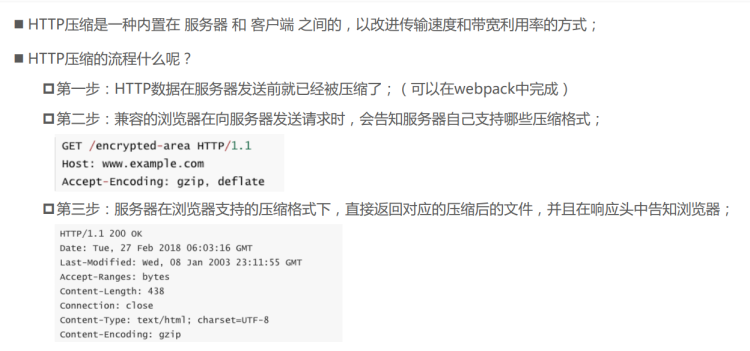 ■ HTTP压缩是一种内置在 服务器 和 客户端 之间的，以改进传输速度和带宽利用率的方式；
■ HTTP压缩的流程什么呢？
第一步：HTTP数据在服务器发送前就已经被压缩了；（可以在webpack中完成）
第二步：兼容的浏览器在向服务器发送请求时，会告知服务器自己支持哪些压缩格式；
GET /encrypted-area HTTP/1.1
Host: www.example.com
Accept-Encoding: gzip, deflate
第三步：服务器在浏览器支持的压缩格式下，直接返回对应的压缩后的文件，并且在响应头中告知浏览器；
HTTP/1.1 200 OK
Date: Tue, 27 Feb 2018 06:03:16 GMT
Last-Modified: Wed, 08 Jan 2003 23:11:55 GMT
Accept-Ranges: bytes
Content-Length: 438
Connection: close
Content-Type: text/html; charset=UTF-8
Content-Encoding: gzip